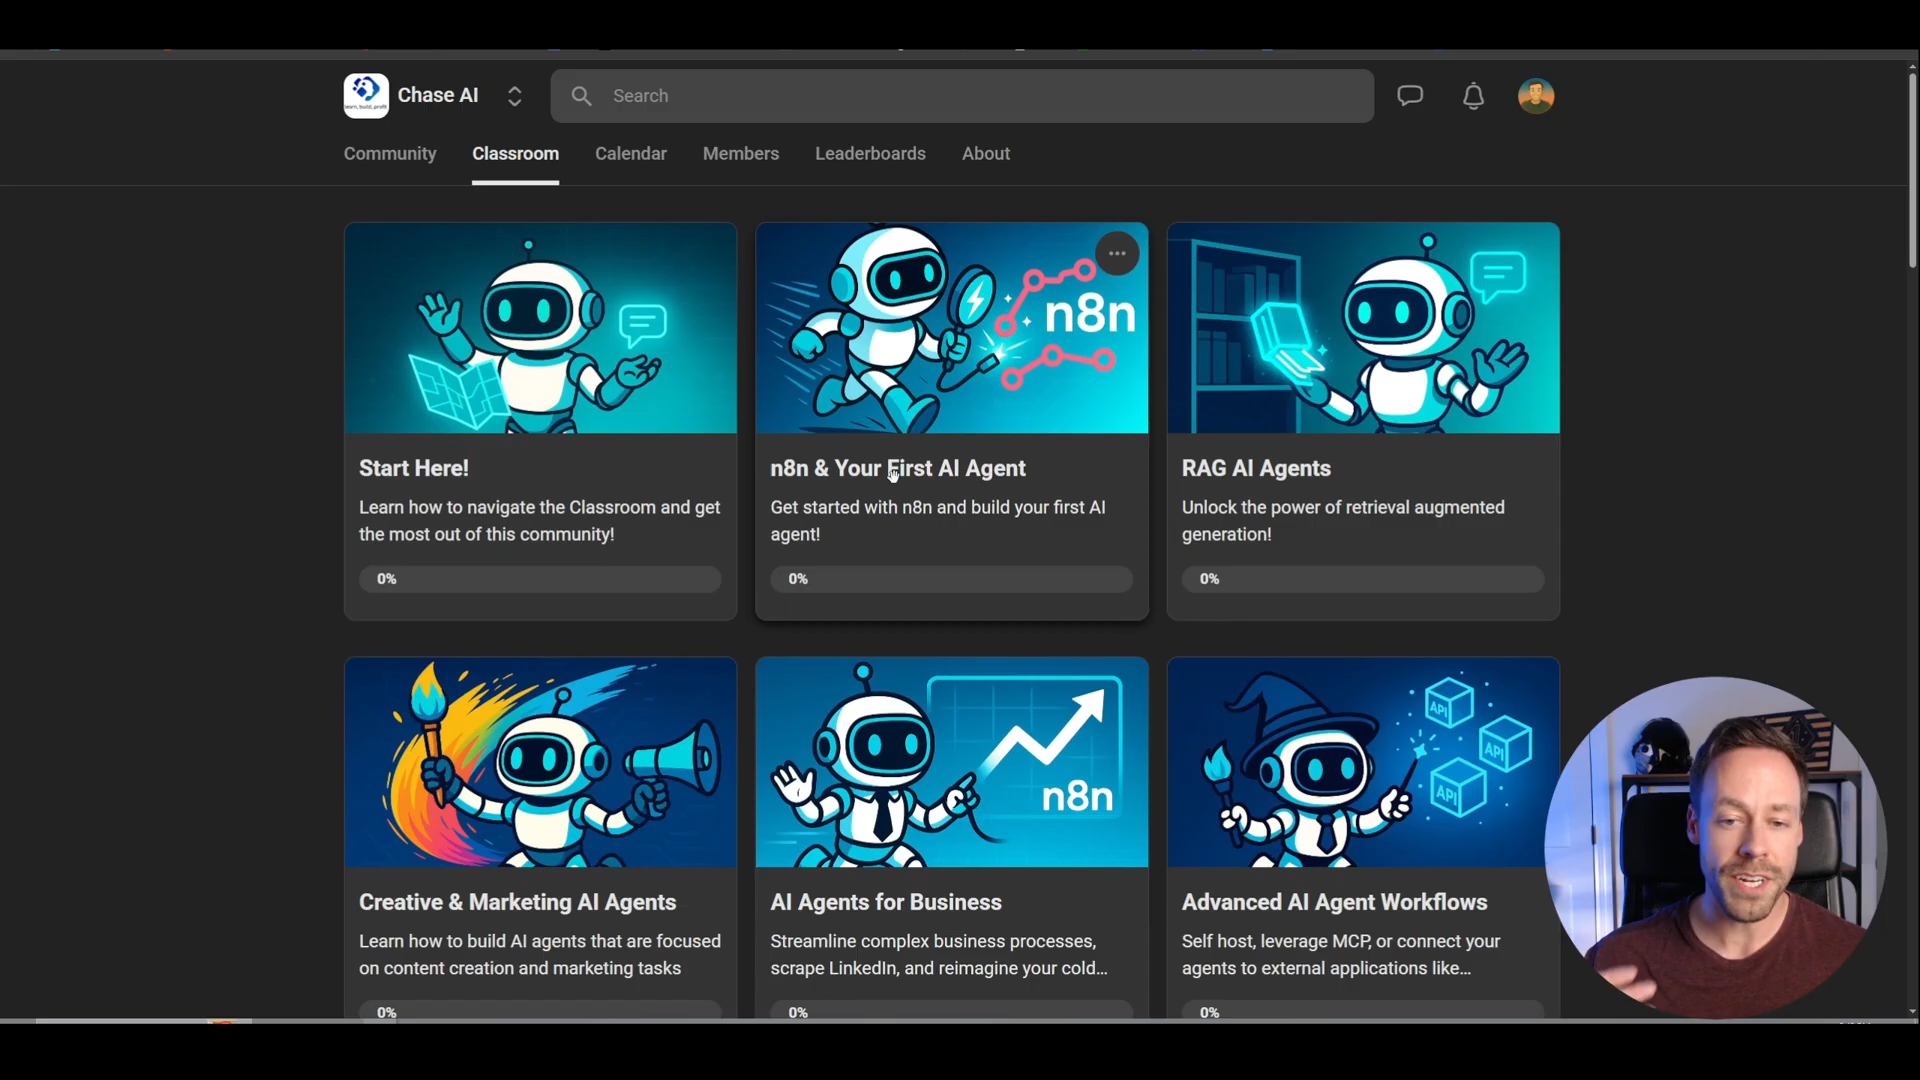 Chase AI
learn, build, profit
Search
Community
Classroom
Calendar
Members
Leaderboards
About
n8n
Start Here!
Learn how to navigate the Classroom and get
the most out of this community!
0%
n8n & Your First AI Agent
Get started with n8n and build your first AI
agent!
0%
RAG AI Agents
Unlock the power of retrieval augmented
generation!
0%
n8n
API
API
API
Creative & Marketing AI Agents
Learn how to build AI agents that are focused
on content creation and marketing tasks
0%
AI Agents for Business
Streamline complex business processes,
scrape LinkedIn, and reimagine your cold...
0%
Advanced AI Agent Workflows
Self host, leverage MCP, or connect your
agents to external applications like...
0%